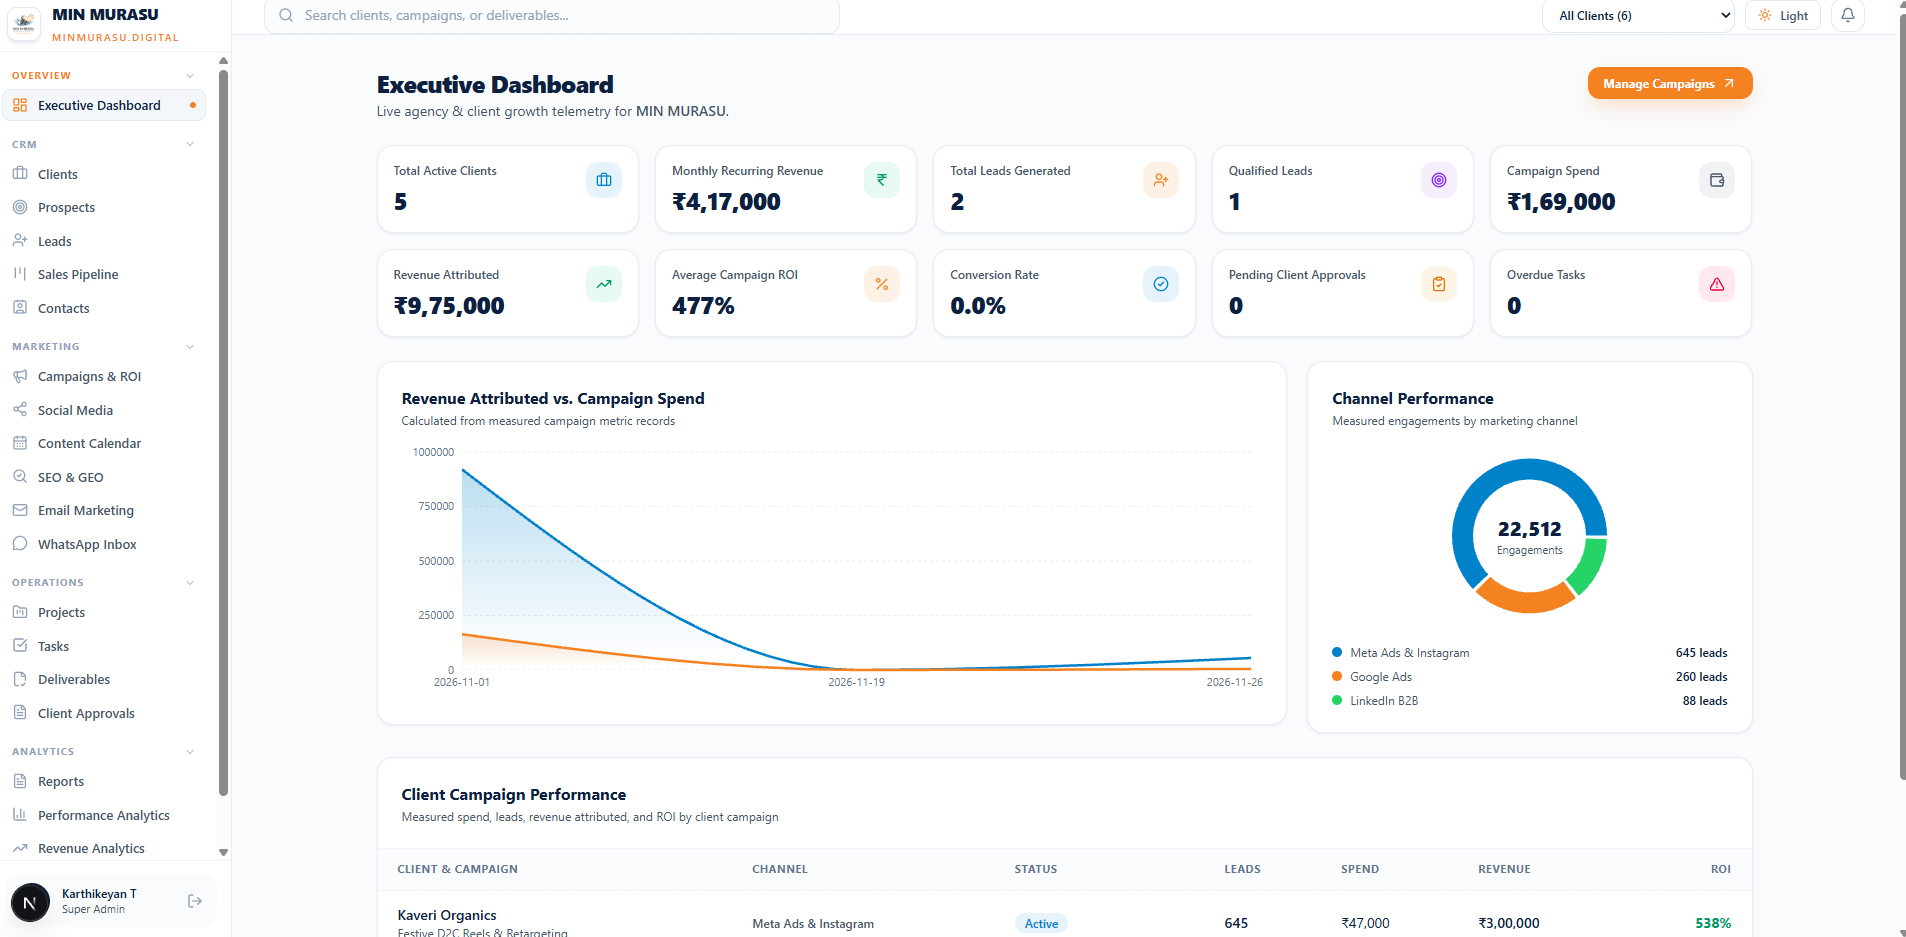 MIN MURASU
MINMURASU.DIGITAL
Search clients, campaigns, or deliverables...
All Clients (6)
Light
OVERVIEW
Executive Dashboard
CRM
Clients
Prospects
Leads
Sales Pipeline
Contacts
MARKETING
Campaigns & ROI
Social Media
Content Calendar
SEO & GEO
Email Marketing
WhatsApp Inbox
OPERATIONS
Projects
Tasks
Deliverables
Client Approvals
ANALYTICS
Reports
Performance Analytics
Revenue Analytics
N
Karthikeyan T
Super Admin
Executive Dashboard
Live agency & client growth telemetry for MIN MURASU.
Manage Campaigns
Total Active Clients
5
Monthly Recurring Revenue
₹4,17,000
Total Leads Generated
2
Qualified Leads
1
Campaign Spend
₹1,69,000
Revenue Attributed
₹9,75,000
Average Campaign ROI
477%
Conversion Rate
0.0%
Pending Client Approvals
0
Overdue Tasks
0
Revenue Attributed vs. Campaign Spend
Calculated from measured campaign metric records
1000000
750000
500000
250000
0
2026-11-01 2026-11-19 2026-11-26
Channel Performance
Measured engagements by marketing channel
22,512
Engagements
Meta Ads & Instagram 645 leads
Google Ads 260 leads
LinkedIn B2B 88 leads
Client Campaign Performance
Measured spend, leads, revenue attributed, and ROI by client campaign
CLIENT & CAMPAIGN CHANNEL STATUS LEADS SPEND REVENUE ROI
Kaveri Organics
Festive D2C Reels & Retargeting
Meta Ads & Instagram Active 645 ₹47,000 ₹3,00,000 538%